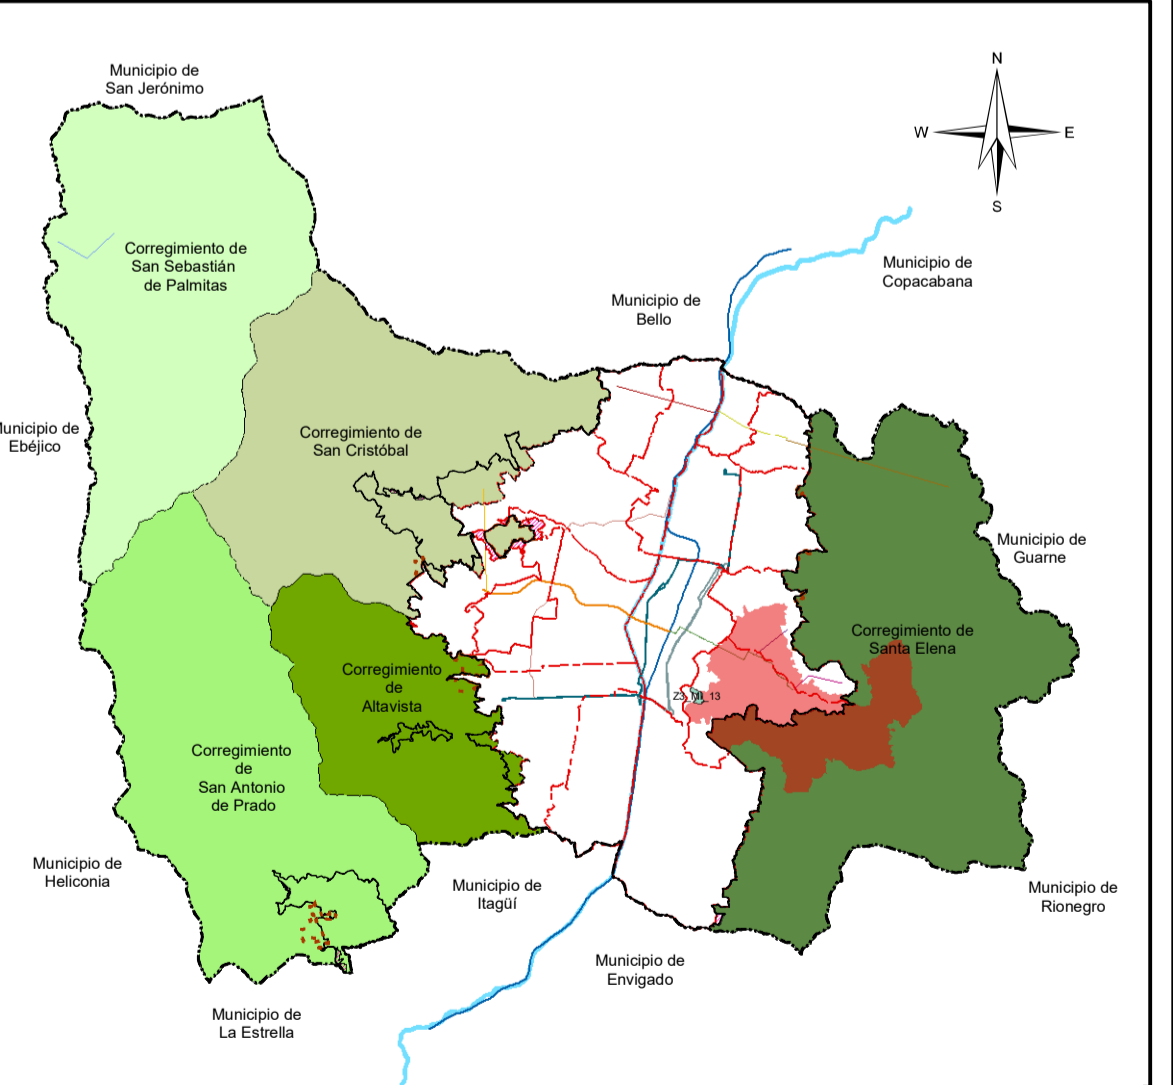 Municipio de
San Jerónimo
N
W
E
S
Corregimiento de
San Sebastián
de Palmitas
Municipio de
Copacabana
Municipio de
Bello
Municipio de
Ebéjico
Corregimiento de
San Cristóbal
Municipio de
Guarne
Corregimiento de
Santa Elena
Corregimiento
de
Altavista
Corregimiento
de
San Antonio
de Prado
Municipio de
Heliconia
Municipio de
Itagüí
Municipio de
Rionegro
Municipio de
Envigado
Municipio de
La Estrella